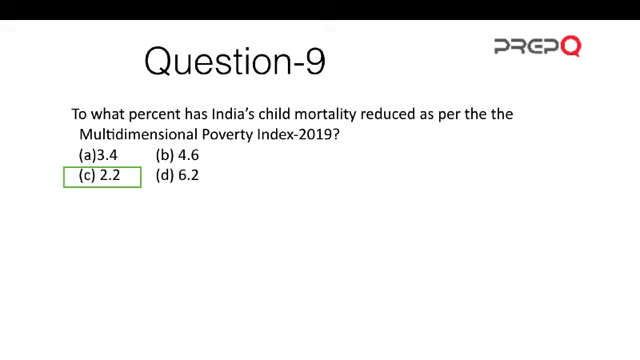 PREPQ
Question-9
To what percent has India's child mortality reduced as per the the
Multidimensional Poverty Index-2019?
(a)3.4 (b) 4.6
(c) 2.2 (d) 6.2